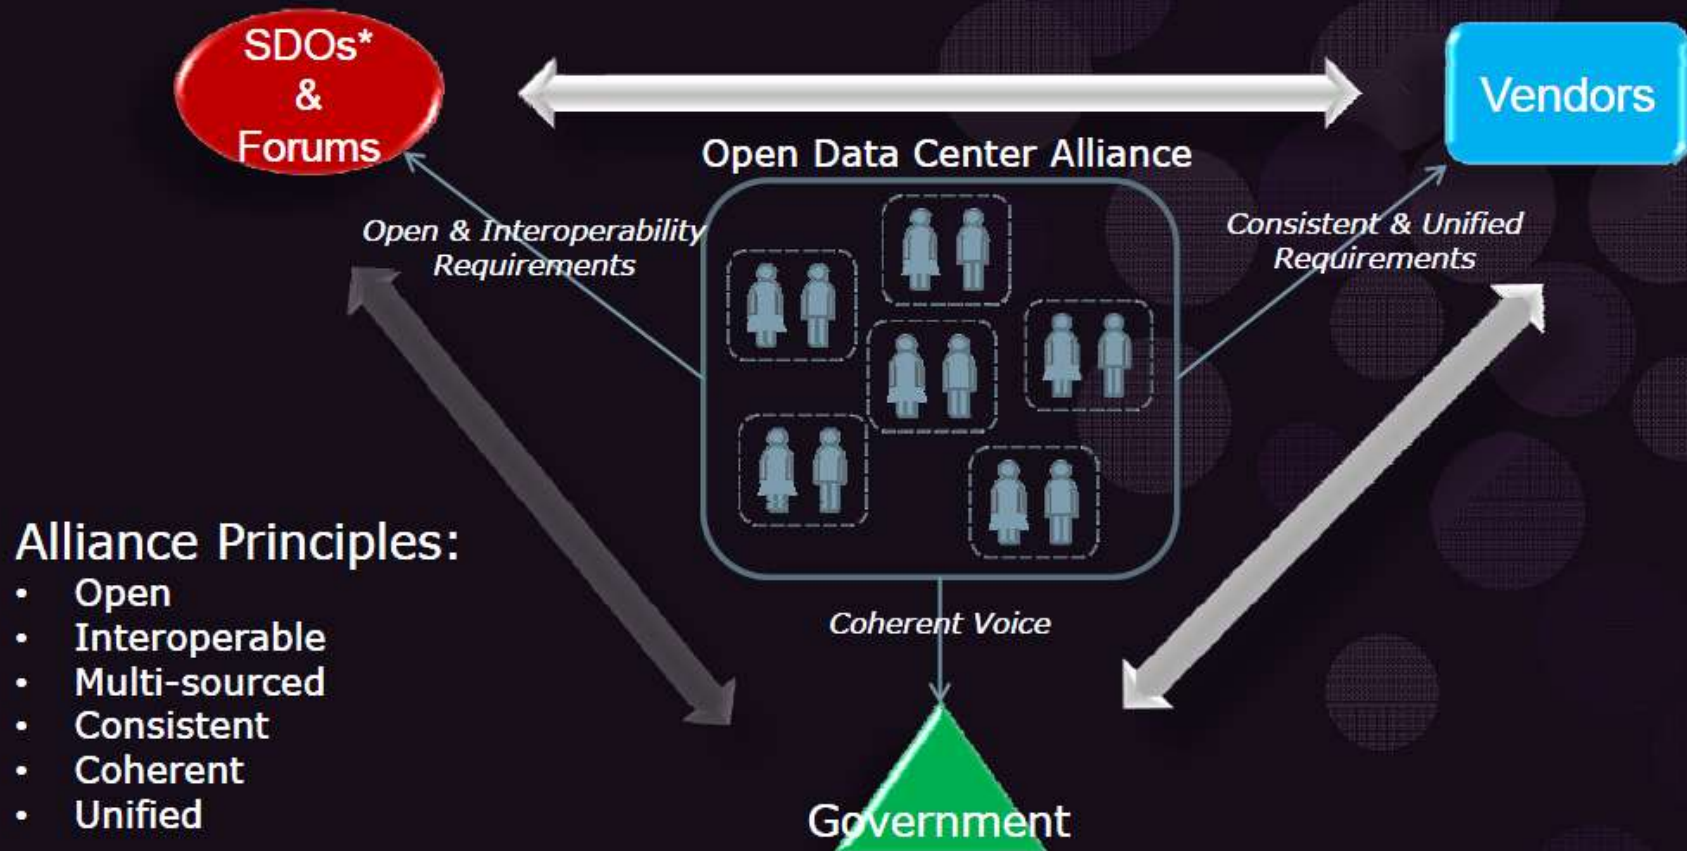 SDOs*
&
Forums
Vendors
Open Data Center Alliance
Open & Interoperability
Requirements
Consistent & Unified
Requirements
Coherent Voice
Alliance Principles:
• Open
• Interoperable
• Multi-sourced
• Consistent
• Coherent
• Unified
Government